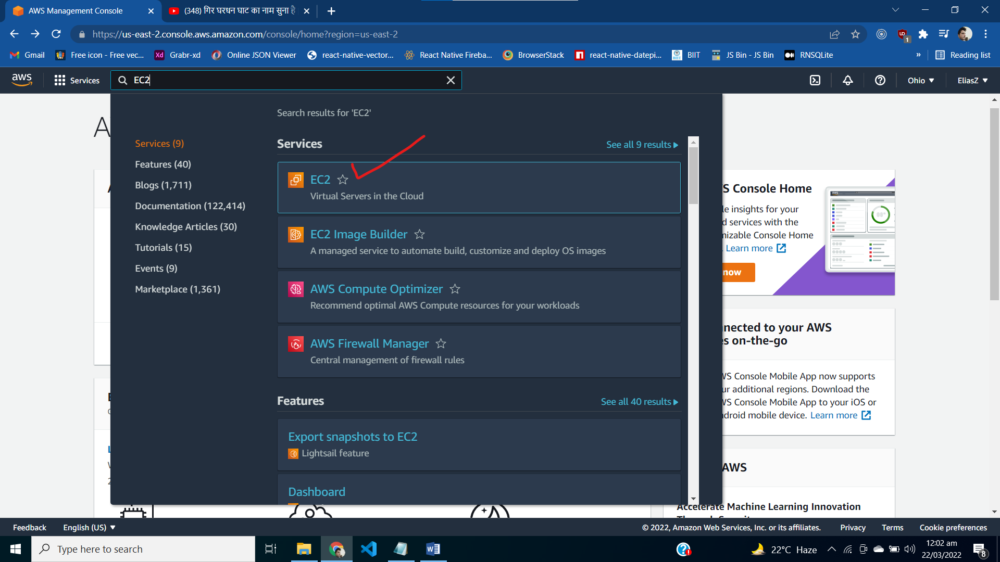 AWS Management Console
(348) गिर घरधन घाट का नाम सुना है
https://us-east-2.console.aws.amazon.com/console/home?region=us-east-2
1
Gmail
Free icon - Free vec...
Xd
Grabr-xd
Online JSON Viewer
react-native-vector...
React Native Fireba...
BrowserStack
react-native-datepi...
BIIT
JS Bin - JS Bin
RNSQLite
»
Reading list
aws
Services
EC2
Ohio
EliasZ
Search results for 'EC2'
Services (9)
Features (40)
Blogs (1,711)
Documentation (122,414)
Knowledge Articles (30)
Tutorials (15)
Events (9)
Marketplace (1,361)
Services
See all 9 results
EC2
Virtual Servers in the Cloud
EC2 Image Builder
A managed service to automate build, customize and deploy OS images
AWS Compute Optimizer
Recommend optimal AWS Compute resources for your workloads
AWS Firewall Manager
Central management of firewall rules
Features
See all 40 results
Export snapshots to EC2
Lightsail feature
Dashboard
S Console Home
le insights for your
d services with the
mizable Console Home
. Learn more
now
nnected to your AWS
es on-the-go
WS Console Mobile App now supports
ur additional regions. Download the
WS Console Mobile App to your iOS or
ndroid mobile device. Learn more
AWS
Accelerate Machine Learning Innovation
Feedback
English (US)
© 2022, Amazon Web Services, Inc. or its affiliates.
Privacy
Terms
Cookie preferences
Type here to search
22°C Haze
12:02 am
22/03/2022
8